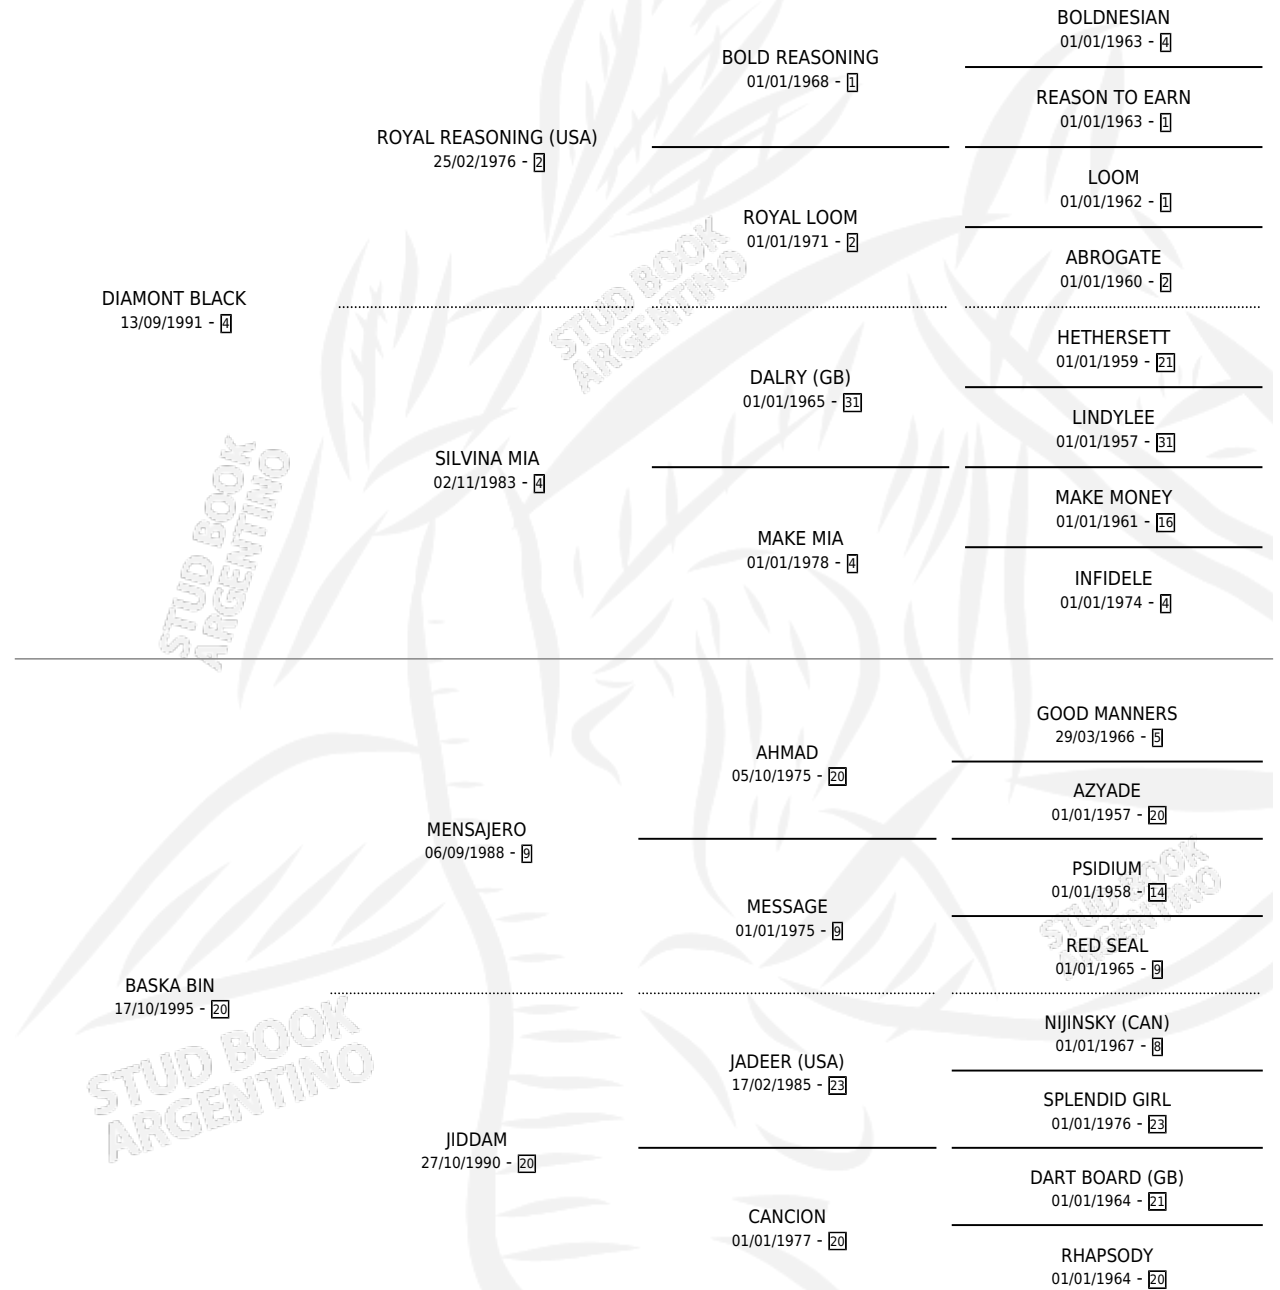 BOLDNESIAN
01/01/1963 - 4
BOLD REASONING
01/01/1968 - 1
REASON TO EARN
01/01/1963 - 1
ROYAL REASONING (USA)
25/02/1976 - 2
LOOM
01/01/1962 - 1
ROYAL LOOM
01/01/1971 - 2
ABROGATE
01/01/1960 - 2
DIAMONT BLACK
13/09/1991 - 4
HETHERSETT
01/01/1959 - 21
DALRY (GB)
01/01/1965 - 31
LINDYLEE
01/01/1957 - 31
SILVINA MIA
02/11/1983 - 4
MAKE MONEY
01/01/1961 - 16
MAKE MIA
01/01/1978 - 4
INFIDELE
01/01/1974 - 4
GOOD MANNERS
29/03/1966 - 5
AHMAD
05/10/1975 - 20
AZYADE
01/01/1957 - 20
MENSAJERO
06/09/1988 - 9
PSIDIUM
01/01/1958 - 14
MESSAGE
01/01/1975 - 9
RED SEAL
01/01/1965 - 9
BASKA BIN
17/10/1995 - 20
NIJINSKY (CAN)
01/01/1967 - 8
JADEER (USA)
17/02/1985 - 23
SPLENDID GIRL
01/01/1976 - 23
JIDDAM
27/10/1990 - 20
DART BOARD (GB)
01/01/1964 - 21
CANCION
01/01/1977 - 20
RHAPSODY
01/01/1964 - 20
STUD BOOK
ARGENTINO
STUD BOOK
ARGENTINO
STUD BOOK
ARGENTINO
STUD BOOK
ARGENTINO